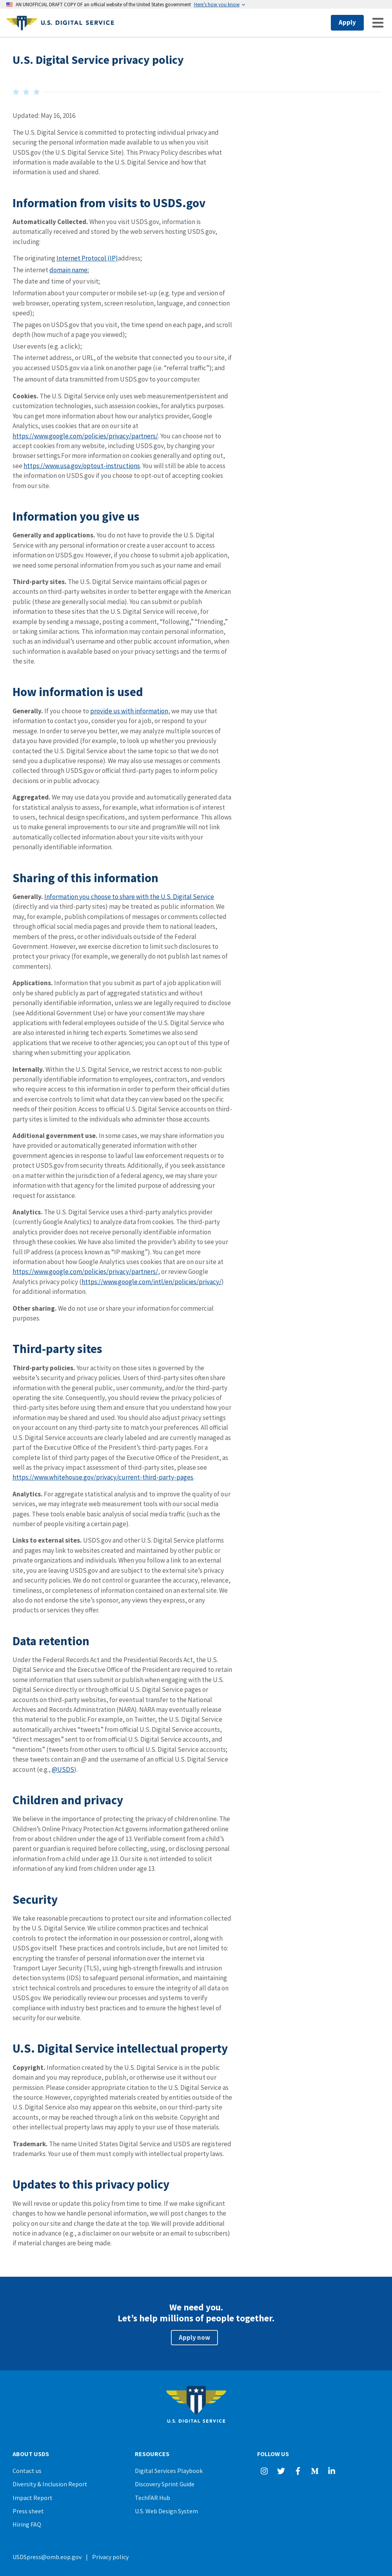 AN UNOFFICIAL DRAFT COPY OF an official website of the United States government Here's how you know
U.S. DIGITAL SERVICE
Apply
U.S. Digital Service privacy policy
Updated: May 16, 2016
The U.S. Digital Service is committed to protecting individual privacy and
securing the personal information made available to us when you visit
USDS.gov (the U.S. Digital Service Site). This Privacy Policy describes what
information is made available to the U.S. Digital Service and how that
information is used and shared.
Information from visits to USDS.gov
Automatically Collected. When you visit USDS.gov, information is
automatically received and stored by the web servers hosting USDS.gov,
including:
The originating Internet Protocol (IP)address;
The internet domain name;
The date and time of your visit;
Information about your computer or mobile set-up (e.g. type and version of
web browser, operating system, screen resolution, language, and connection
speed);
The pages on USDS.gov that you visit, the time spend on each page, and scroll
depth (how much of a page you viewed);
User events (e.g. a click);
The internet address, or URL, of the website that connected you to our site, if
you accessed USDS.gov via a link on another page (i.e. "referral traffic"); and
The amount of data transmitted from USDS.gov to your computer.
Cookies. The U.S. Digital Service only uses web measurementpersistent and
customization technologies, such assession cookies, for analytics purposes.
You can get more information about how our analytics provider, Google
Analytics, uses cookies that are on our site at
https://www.google.com/policies/privacy/partners/. You can choose not to
accept cookies from any website, including USDS.gov, by changing your
browser settings.For more information on cookies generally and opting out,
see https://www.usa.gov/optout-instructions. You will still be able to access
the information on USDS.gov if you choose to opt-out of accepting cookies
from our site.
Information you give us
Generally and applications. You do not have to provide the U.S. Digital
Service with any personal information or create a user account to access
information on USDS.gov. However, if you choose to submit a job application,
we need some personal information from you such as your name and email
Third-party sites. The U.S. Digital Service maintains official pages or
accounts on third-party websites in order to better engage with the American
public (these are generally social media). You can submit or publish
information to these sites that the U.S. Digital Service will receive, for
example by sending a message, posting a comment, "following," "friending,"
or taking similar actions. This information may contain personal information,
such as an individual's username and other public account information, when
such information is available based on your privacy settings and the terms of
the site.
How information is used
Generally. If you choose to provide us with information, we may use that
information to contact you, consider you for a job, or respond to your
message. In order to serve you better, we may analyze multiple sources of
data you have provided (for example, to look up whether you previously
contacted the U.S. Digital Service about the same topic so that we do not
send you a duplicative response). We may also use messages or comments
collected through USDS.gov or official third-party pages to inform policy
decisions or in public advocacy.
Aggregated. We may use data you provide and automatically generated data
for statistical analysis to assess, for example, what information is of interest
to users, technical design specifications, and system performance. This allows
us to make general improvements to our site and program.We will not link
automatically collected information about your site visits with your
personally identifiable information.
Sharing of this information
Generally. Information you choose to share with the U.S. Digital Service
(directly and via third-party sites) may be treated as public information. We
may, for example, publish compilations of messages or comments collected
through official social media pages and provide them to national leaders,
members of the press, or other individuals outside of the Federal
Government. However, we exercise discretion to limit such disclosures to
protect your privacy (for example, we generally do not publish last names of
commenters).
Applications. Information that you submit as part of a job application will
only be shared publicly as part of aggregated statistics and without
personally identifiable information, unless we are legally required to disclose
(see Additional Government Use) or have your consent.We may share
applications with federal employees outside of the U.S. Digital Service who
are also interested in hiring tech experts. Sometimes we also send
job/advances that we receive to other agencies; you can opt out of this type of
sharing when submitting your application.
Internally. Within the U.S. Digital Service, we restrict access to non-public
personally identifiable information to employees, contractors, and vendors
who require access to this information in order to perform their official duties
and exercise controls to limit what data they can view based on the specific
needs of their position. Access to official U.S. Digital Service accounts on third-
party sites is limited to the individuals who administer those accounts.
Additional government use. In some cases, we may share information you
have provided or automatically generated information with other
government agencies in response to lawful law enforcement requests or to
protect USDS.gov from security threats. Additionally, if you seek assistance
on a matter within the jurisdiction of a federal agency, we may share your
information with that agency for the limited purpose of addressing your
request for assistance.
Analytics. The U.S. Digital Service uses a third-party analytics provider
(currently Google Analytics) to analyze data from cookies. The third-party
analytics provider does not receive personally identifiable information
through these cookies. We have also limited the provider's ability to see your
full IP address (a process known as "IP masking"). You can get more
information about how Google Analytics uses cookies that are on our site at
https://www.google.com/policies/privacy/partners/, or review Google
Analytics privacy policy (https://www.google.com/intl/en/policies/privacy/)
for additional information.
Other sharing. We do not use or share your information for commercial
purposes.
Third-party sites
Third-party policies. Your activity on those sites is governed by the
website's security and privacy policies. Users of third-party sites often share
information with the general public, user community, and/or the third-party
operating the site. Consequently, you should review the privacy policies of
third-party sites before using them and ensure that you understand how your
information may be shared and used. You should also adjust privacy settings
on your account on any third-party site to match your preferences. All official
U.S. Digital Service accounts are clearly labeled and are currently managed as
part of the Executive Office of the President's third-party pages. For a
complete list of third party pages of the Executive Office of the President, as
well as the privacy impact assessment of third-party sites, please see
https://www.whitehouse.gov/privacy/current-third-party-pages.
Analytics. For aggregate statistical analysis and to improve the quality of our
services, we may integrate web measurement tools with our social media
pages. These tools enable basic analysis of social media traffic (such as the
number of people visiting a certain page).
Links to external sites. USDS.gov and other U.S. Digital Service platforms
and pages may link to websites created and maintained by other public or
private organizations and individuals. When you follow a link to an external
site, you are leaving USDS.gov and are subject to the external site's privacy
and security policies. We do not control or guarantee the accuracy, relevance,
timeliness, or completeness of information contained on an external site. We
also do not endorse the site's sponsor, any views they express, or any
products or services they offer.
Data retention
Under the Federal Records Act and the Presidential Records Act, the U.S.
Digital Service and the Executive Office of the President are required to retain
some information that users submit or publish when engaging with the U.S.
Digital Service directly or through official U.S. Digital Service pages or
accounts on third-party websites, for eventual transfer to the National
Archives and Records Administration (NARA). NARA may eventually release
this material to the public.For example, on Twitter, the U.S. Digital Service
automatically archives "tweets" from official U.S. Digital Service accounts,
"direct messages" sent to or from official U.S. Digital Service accounts, and
"mentions" (tweets from other users to official U.S. Digital Service accounts;
these tweets contain an @ and the username of an official U.S. Digital Service
account (e.g., @USDS).
Children and privacy
We believe in the importance of protecting the privacy of children online. The
Children's Online Privacy Protection Act governs information gathered online
from or about children under the age of 13. Verifiable consent from a child's
parent or guardian is required before collecting, using, or disclosing personal
information from a child under age 13. Our site is not intended to solicit
information of any kind from children under age 13.
Security
We take reasonable precautions to protect our site and information collected
by the U.S. Digital Service. We utilize common practices and technical
controls to protect the information in our possession or control, along with
USDS.gov itself. These practices and controls include, but are not limited to:
encrypting the transfer of personal information over the internet via
Transport Layer Security (TLS), using high-strength firewalls and intrusion
detection systems (IDS) to safeguard personal information, and maintaining
strict technical controls and procedures to ensure the integrity of all data on
USDS.gov. We periodically review our processes and systems to verify
compliance with industry best practices and to ensure the highest level of
security for our website.
U.S. Digital Service intellectual property
Copyright. Information created by the U.S. Digital Service is in the public
domain and you may reproduce, publish, or otherwise use it without our
permission. Please consider appropriate citation to the U.S. Digital Service as
the source. However, copyrighted materials created by entities outside of the
U.S. Digital Service also may appear on this website, on our third-party site
accounts, or may be reached through a link on this website. Copyright and
other intellectual property laws may apply to your use of those materials.
Trademark. The name United States Digital Service and USDS are registered
trademarks. Your use of them must comply with intellectual property laws.
Updates to this privacy policy
We will revise or update this policy from time to time. If we make significant
changes to how we handle personal information, we will post changes to the
policy on our site and change the date at the top. We will provide additional
notice in advance (e.g., a disclaimer on our website or an email to subscribers)
if material changes are being made.
We need you.
Let's help millions of people together.
Apply now
U.S. DIGITAL SERVICE
ABOUT USDS
Contact us
Diversity & Inclusion Report
Impact Report
Press sheet
Hiring FAQ
RESOURCES
Digital Services Playbook
Discovery Sprint Guide
TechFAR Hub
U.S. Web Design System
FOLLOW US
USDSpress@omb.eop.gov | Privacy policy